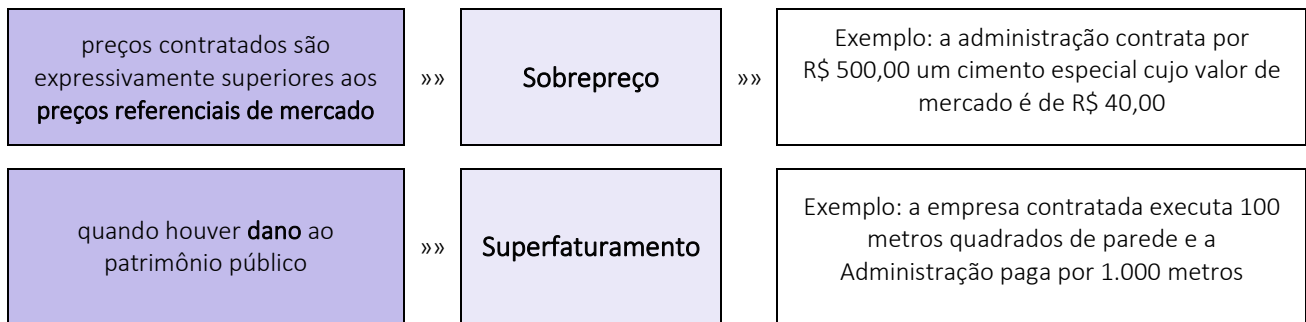 preços contratados são
expressivamente superiores aos
preços referenciais de mercado
»»
Sobrepreço
»»
Exemplo: a administração contrata por
R$ 500,00 um cimento especial cujo valor de
mercado é de R$ 40,00
quando houver dano ao
patrimônio público
»»
Superfaturamento
»»
Exemplo: a empresa contratada executa 100
metros quadrados de parede e a
Administração paga por 1.000 metros